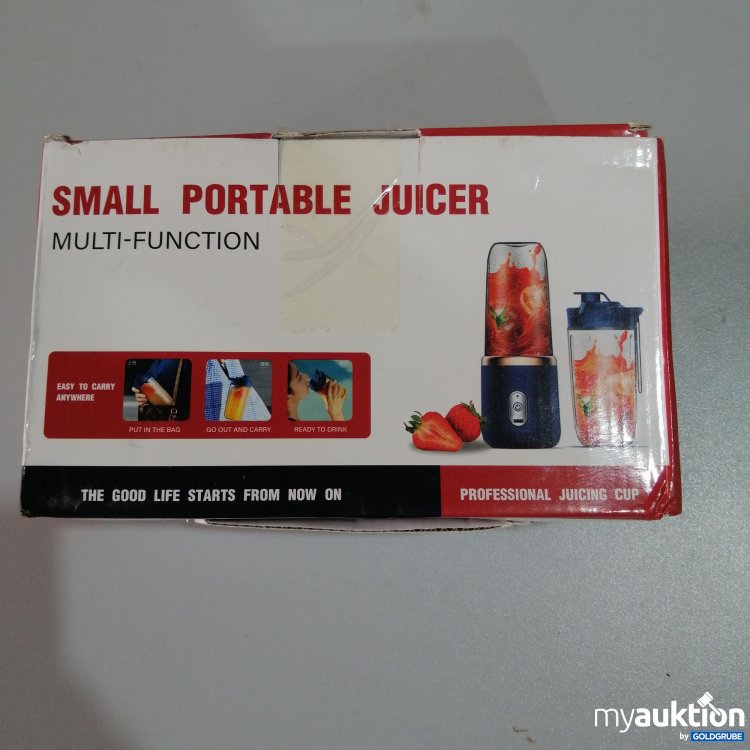 SMALL PORTABLE JUICER
MULTI-FUNCTION
EASY TO CARRY
ANYWHERE
PUT IN THE BAG
GO OUT AND CARRY
READY TO DRINK
THE GOOD LIFE STARTS FROM NOW ON
PROFESSIONAL JUICING CUP
myauktion
by GOLDGRUBE